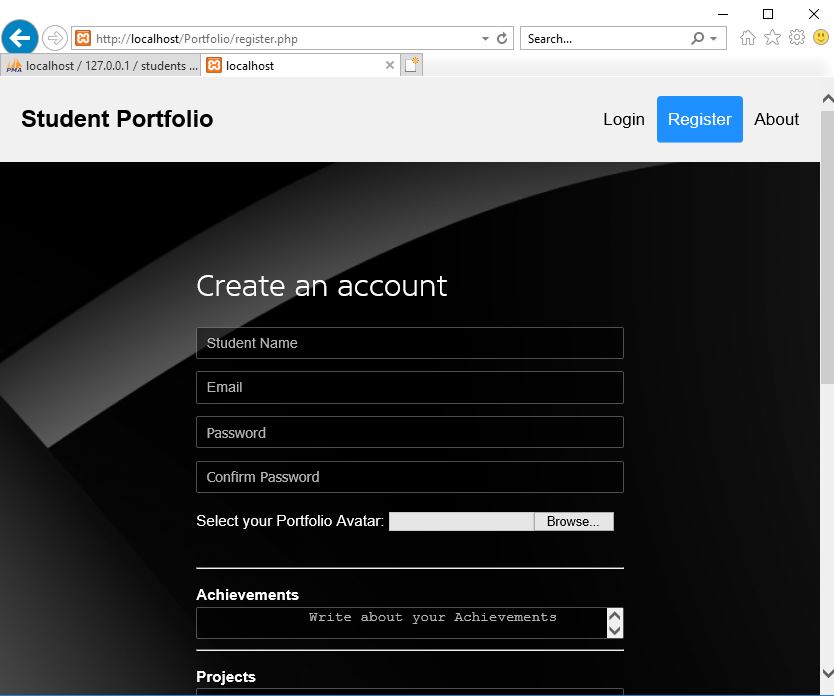 http://localhost/Portfolio/register.php
Search...
PMA localhost / 127.0.0.1 / students ...
localhost
Student Portfolio
Login Register About
Create an account
Student Name
Email
Password
Confirm Password
Select your Portfolio Avatar: Browse...
Achievements
Write about your Achievements
Projects